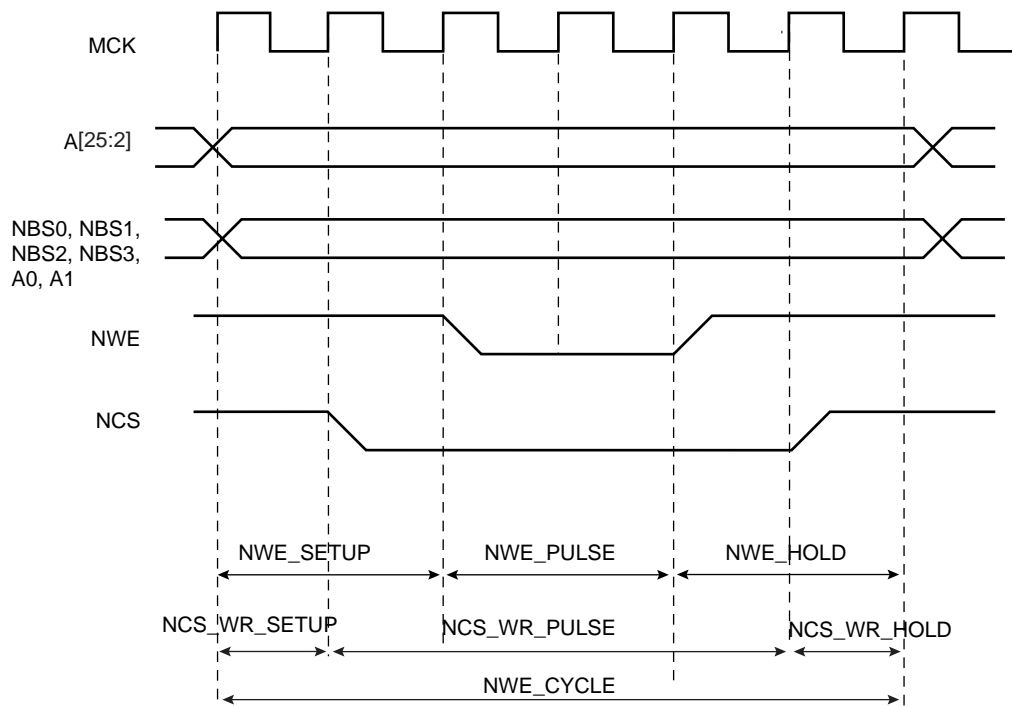 MCK
A[25:2]
NBS0, NBS1,
NBS2, NBS3,
A0, A1
NWE
NCS
NWE_SETUP NWE_PULSE NWE_HOLD
NCS_WR_SETUP NCS_WR_PULSE NCS_WR_HOLD
NWE_CYCLE